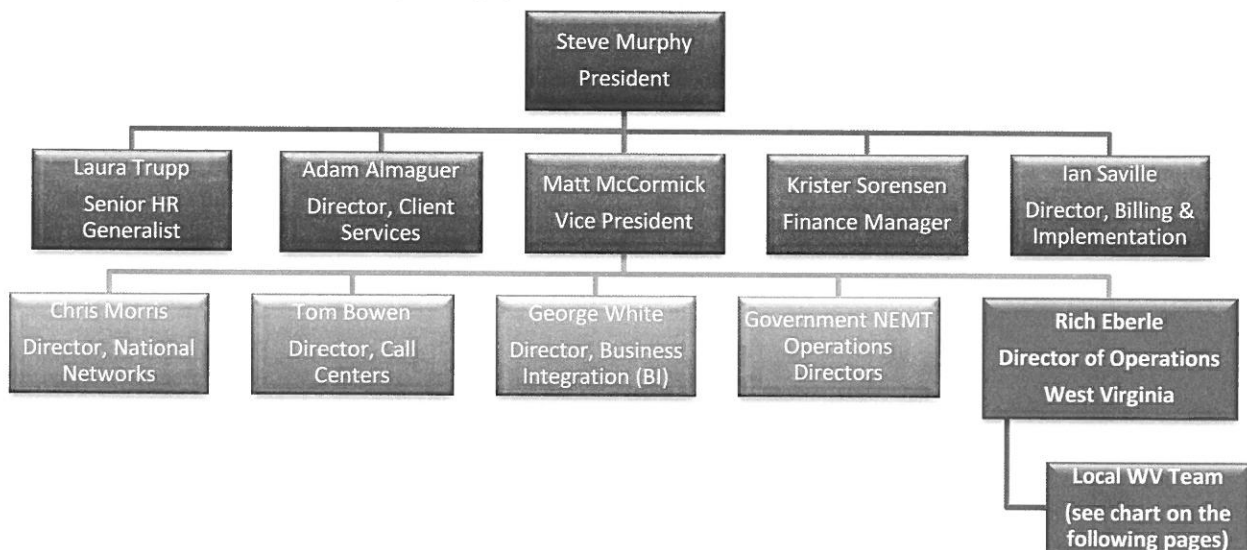 Steve Murphy
President
Laura Trupp
Senior HR
Generalist
Adam Almaguer
Director, Client
Services
Matt McCormick
Vice President
Krister Sorensen
Finance Manager
Ian Saville
Director, Billing &
Implementation
Chris Morris
Director, National
Networks
Tom Bowen
Director, Call
Centers
George White
Director, Business
Integration (BI)
Government NEMT
Operations
Directors
Rich Eberle
Director of Operations
West Virginia
Local WV Team
(see chart on the
following pages)